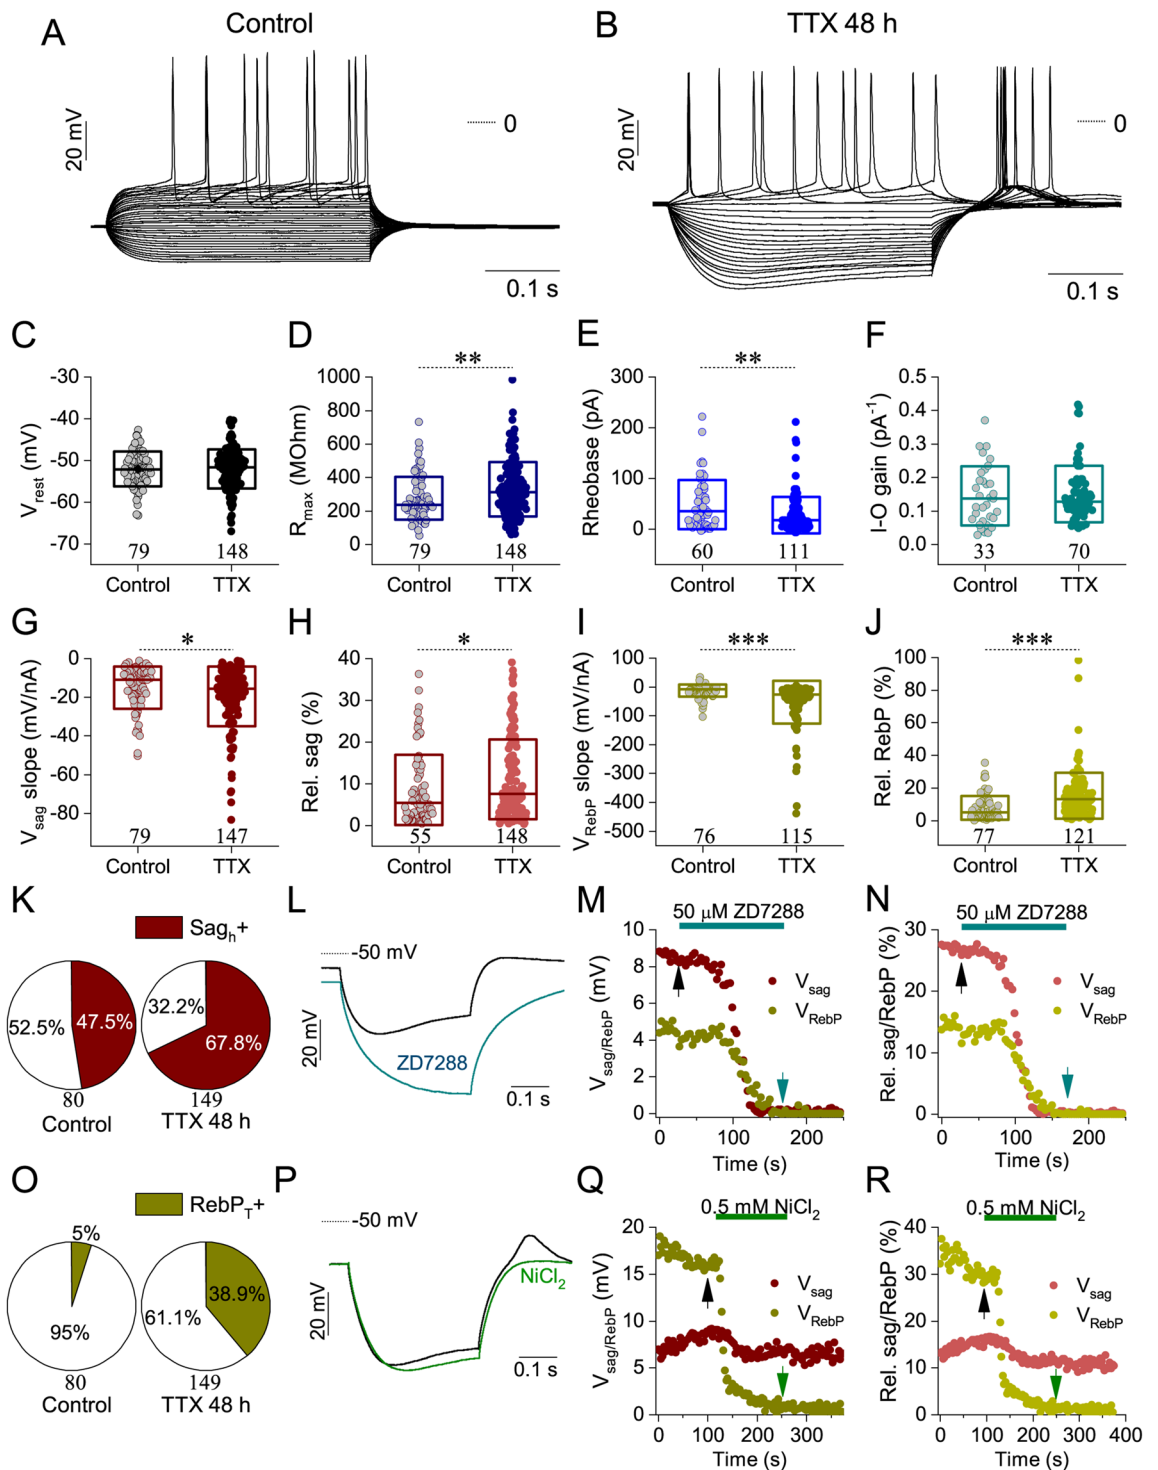 A
Control
B
TTX 48 h
20 mV
0
0.1 s
20 mV
0
0.1 s
C
Vrest (mV)
-30
-40
-50
-60
-70
79
148
Control
TTX
D
Rmax (MOhm)
1000
800
600
400
200
0
**
79
148
Control
TTX
E
Rheobase (pA)
300
200
100
0
**
60
111
Control
TTX
F
I-O gain (pA-1)
0.5
0.4
0.3
0.2
0.1
0.0
33
70
Control
TTX
G
Vsag slope (mV/nA)
0
-20
-40
-60
-80
*
79
147
Control
TTX
H
Rel. sag (%)
40
30
20
10
0
*
55
148
Control
TTX
I
VRebP slope (mV/nA)
100
0
-100
-200
-300
-400
-500
***
76
115
Control
TTX
J
Rel. RebP (%)
100
80
60
40
20
0
***
77
121
Control
TTX
K
Sagh+
52.5%
47.5%
80
Control
32.2%
67.8%
149
TTX 48 h
L
-50 mV
20 mV
ZD7288
0.1 s
M
50 µM ZD7288
Vsag/RebP (mV)
10
8
6
4
2
0
Vsag
VRebP
0
100
200
Time (s)
N
50 µM ZD7288
Rel. sag/RebP (%)
30
20
10
0
Vsag
VRebP
0
100
200
Time (s)
O
RebPT+
5%
95%
80
Control
38.9%
61.1%
149
TTX 48 h
P
-50 mV
20 mV
NiCl2
0.1 s
Q
0.5 mM NiCl2
Vsag/RebP (mV)
20
15
10
5
0
Vsag
VRebP
0
100
200
300
Time (s)
R
0.5 mM NiCl2
Rel. sag/RebP (%)
40
30
20
10
0
Vsag
VRebP
0
100
200
300
400
Time (s)